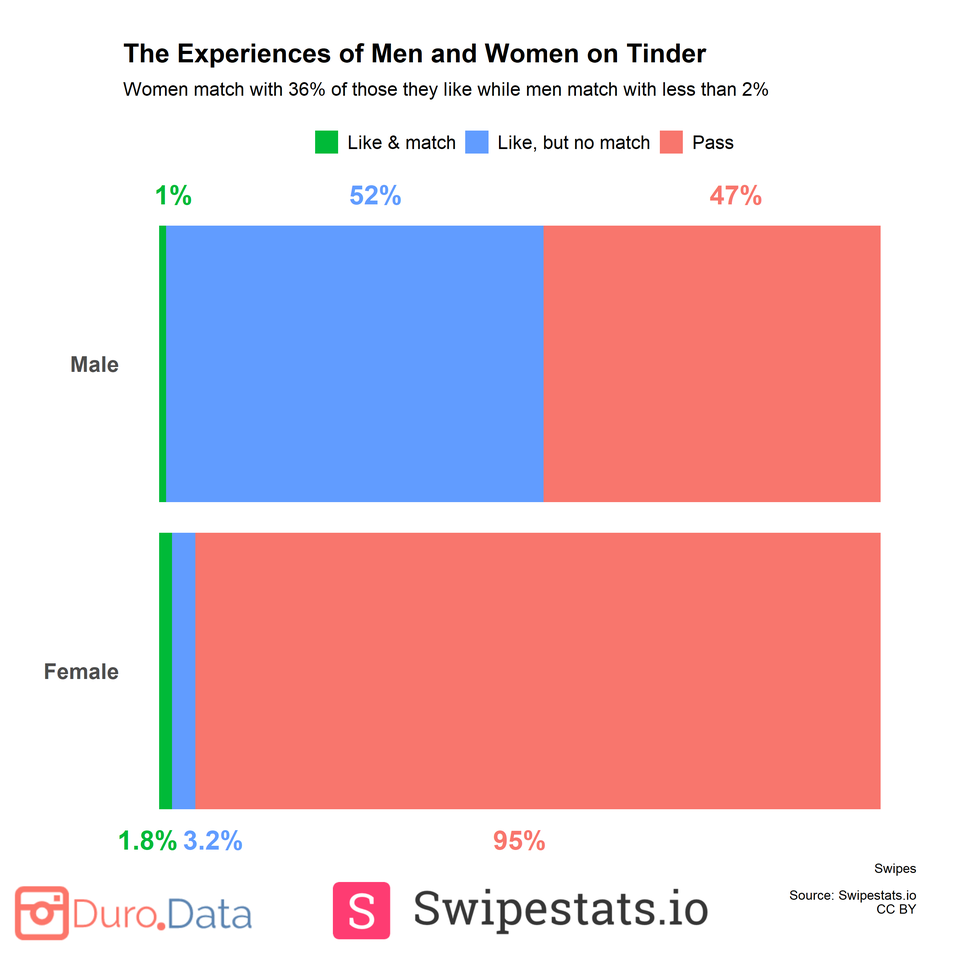 The Experiences of Men and Women on Tinder
Women match with 36% of those they like while men match with less than 2%
Like & match Like, but no match Pass
1% 52% 47%
Male
Female
1.8% 3.2% 95%
Swipes
Source: Swipestats.io
CC BY
Duro.Data
S Swipestats.io